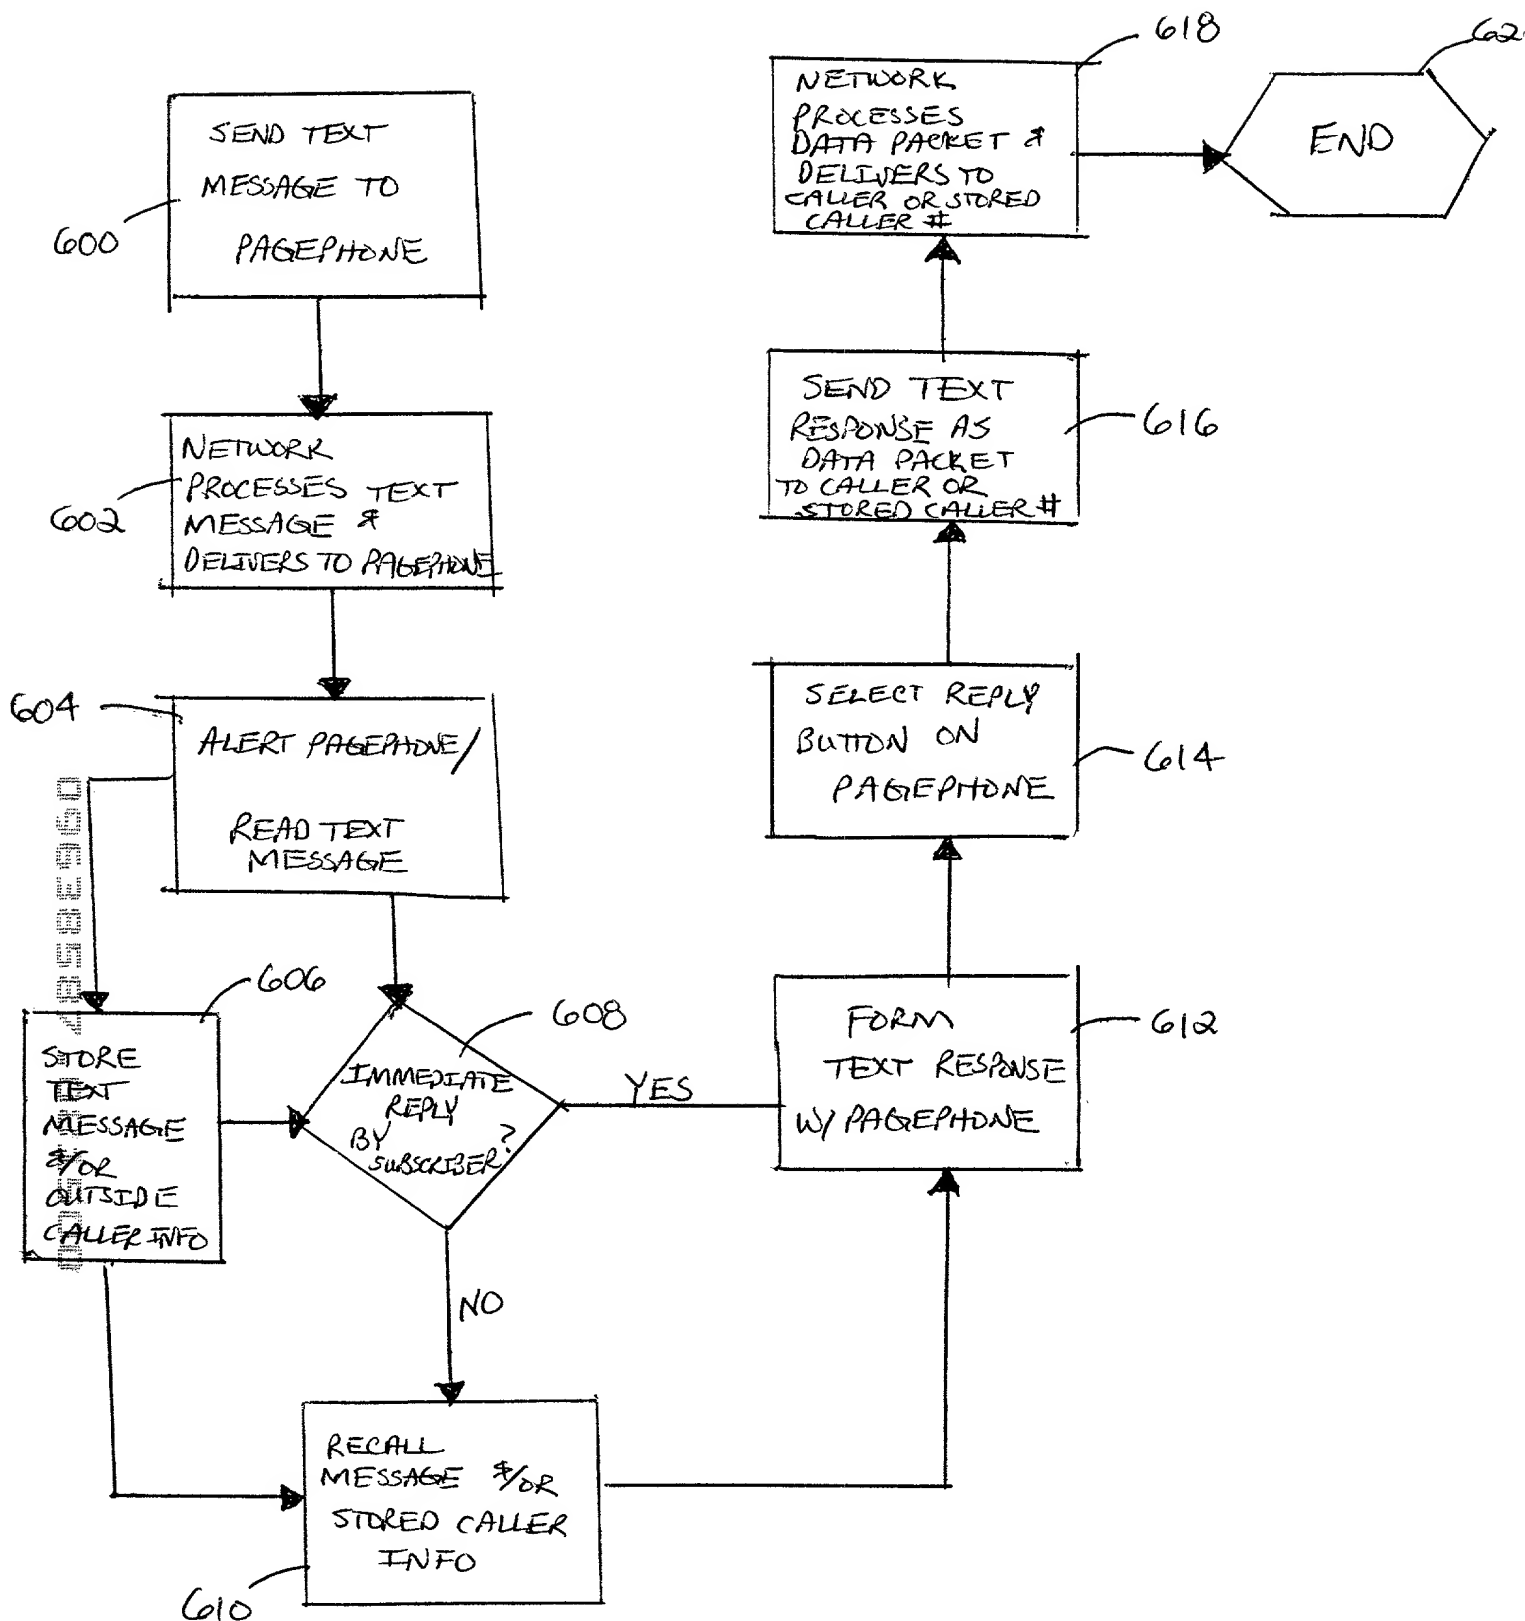 SEND TEXT
MESSAGE TO
PAGEPHONE
600
NETWORK
PROCESSES TEXT
MESSAGE &
DELIVERS TO PAGEPHONE
602
604
ALERT PAGEPHONE/
READ TEXT
MESSAGE
606
STORE
TEXT
MESSAGE
&/OR
OUTSIDE
CALLER INFO
608
IMMEDIATE
REPLY
BY
SUBSCRIBER?
YES
NO
RECALL
MESSAGE &/OR
STORED CALLER
INFO
610
FORM
TEXT RESPONSE
W/ PAGEPHONE
612
SELECT REPLY
BUTTON ON
PAGEPHONE
614
SEND TEXT
RESPONSE AS
DATA PACKET
TO CALLER OR
STORED CALLER #
616
618
NETWORK
PROCESSES
DATA PACKET &
DELIVERS TO
CALLER OR STORED
CALLER #
END